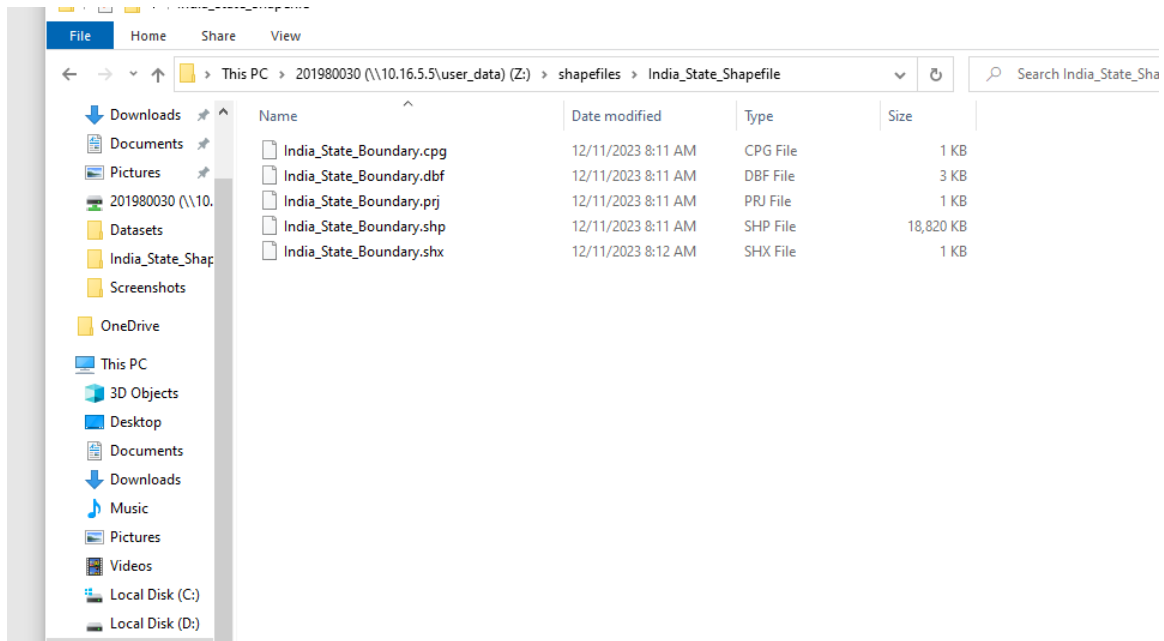 File Home Share View
This PC > 201980030 (\\10.16.5.5\user_data) (Z:) > shapefiles > India_State_Shapefile
Search India_State_Sha
Name Date modified Type Size
India_State_Boundary.cpg 12/11/2023 8:11 AM CPG File 1 KB
India_State_Boundary.dbf 12/11/2023 8:11 AM DBF File 3 KB
India_State_Boundary.prj 12/11/2023 8:11 AM PRJ File 1 KB
India_State_Boundary.shp 12/11/2023 8:11 AM SHP File 18,820 KB
India_State_Boundary.shx 12/11/2023 8:12 AM SHX File 1 KB
Downloads
Documents
Pictures
201980030 (\\10.
Datasets
India_State_Shap
Screenshots
OneDrive
This PC
3D Objects
Desktop
Documents
Downloads
Music
Pictures
Videos
Local Disk (C:)
Local Disk (D:)